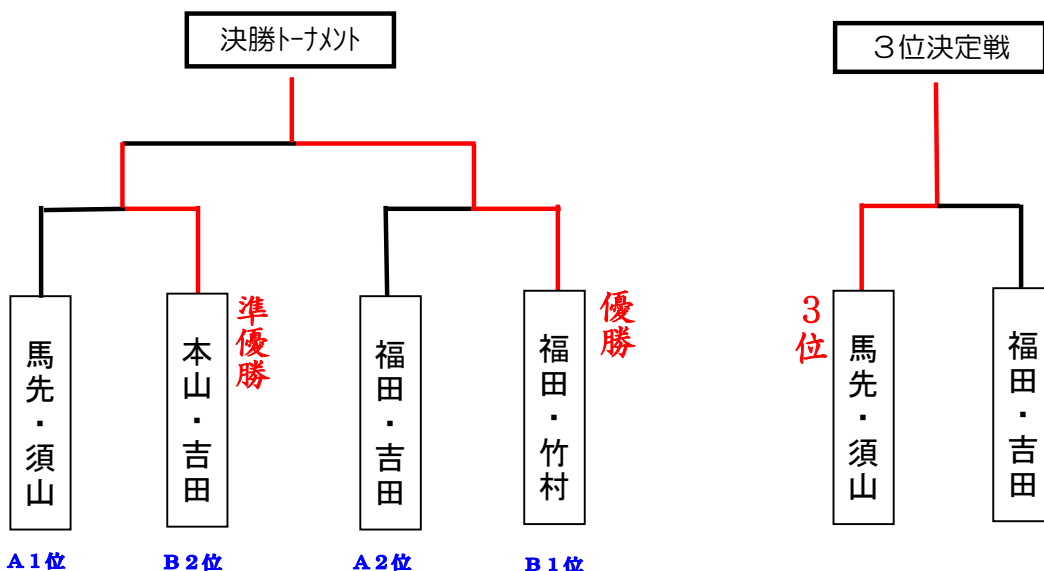 決勝トーナメント
３位決定戦
馬先・須山
本山・吉田
準優勝
福田・吉田
福田・竹村
優勝
３位
馬先・須山
福田・吉田
A１位
B２位
A２位
B１位